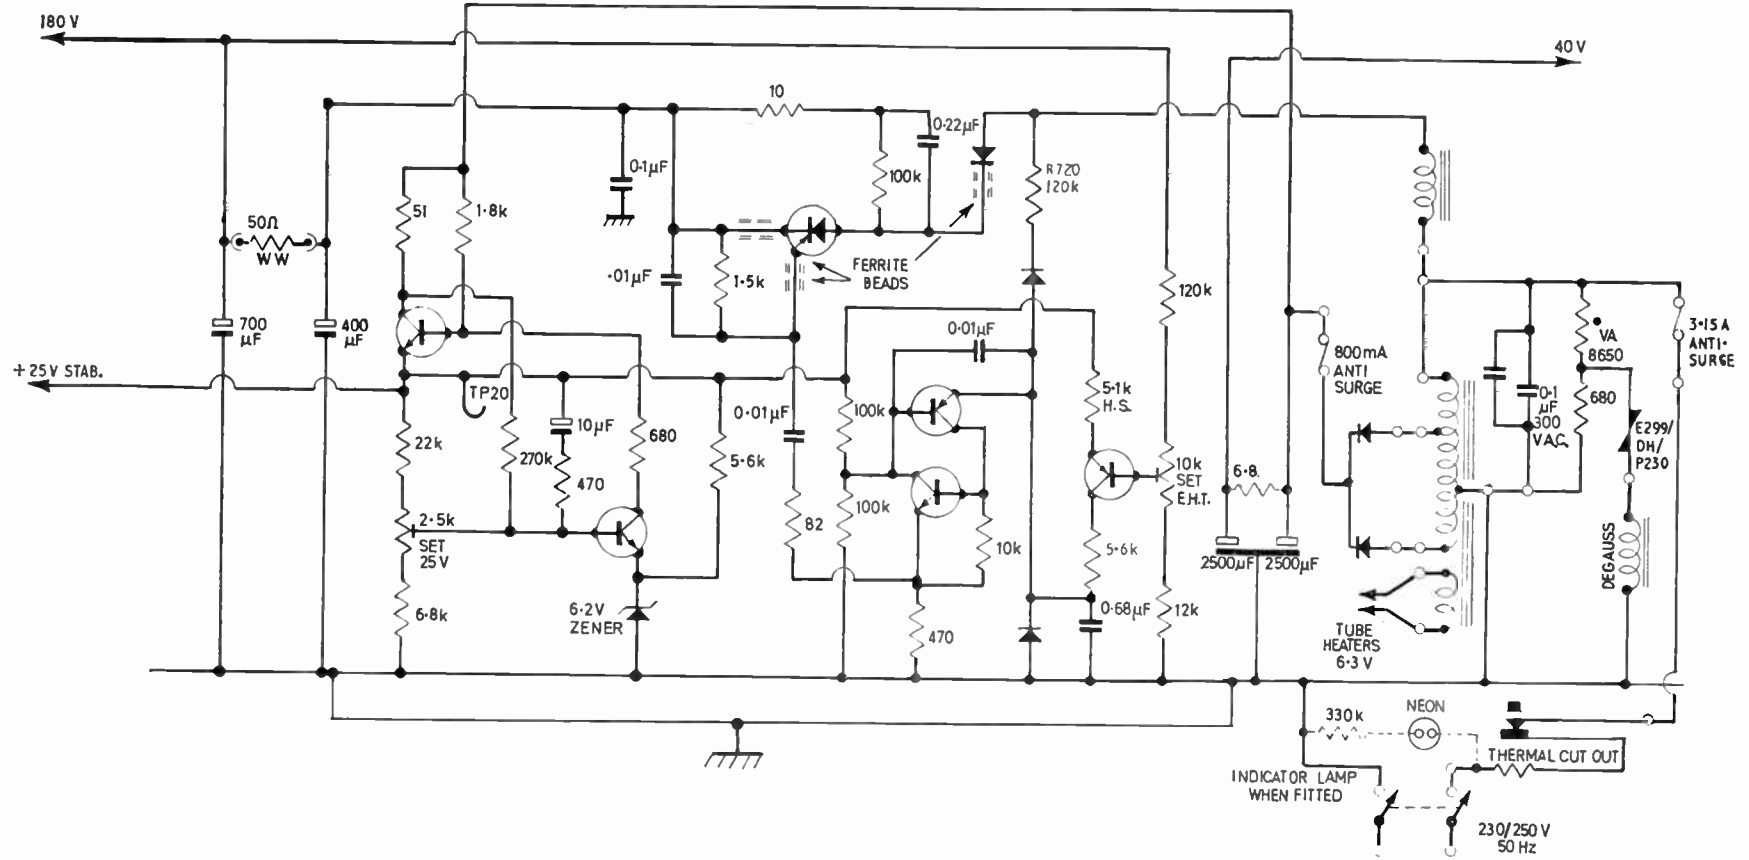 180 V
40 V
10
0·22µF
0·1µF
100k
R720
120k
51
1·8k
50Ω
WW
·01µF
1·5k
FERRITE
BEADS
120k
700
µF
400
µF
0·01µF
3·15A
ANTI-
SURGE
800mA
ANTI
SURGE
VA
8650
+25V STAB.
TP20
5·1k
H.S.
0·1
µF
300
V.A.C.
680
0·01µF
100k
10µF
680
E299/
DH/
P230
22k
270k
470
5·6k
10k
SET
E.H.T.
6·8
2·5k
SET
25V
82
100k
10k
5·6k
2500µF
2500µF
DEGAUSS
6·8k
6·2V
ZENER
470
0·68µF
12k
TUBE
HEATERS
6·3 V
330k
NEON
THERMAL CUT OUT
INDICATOR LAMP
WHEN FITTED
230/250V
50 Hz